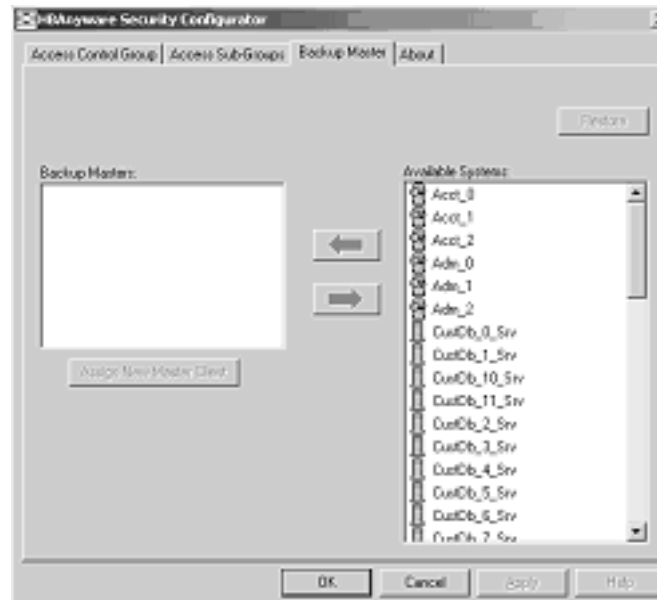 HBAnyware Security Configurator
Access Control Group Access Sub-Groups Backup Master About
Restore
Backup Masters:
Available Systems:
Acct_0
Acct_1
Acct_2
Adm_0
Adm_1
Adm_2
CustDb_0_Srv
CustDb_1_Srv
CustDb_10_Srv
CustDb_11_Srv
CustDb_2_Srv
CustDb_3_Srv
CustDb_4_Srv
CustDb_5_Srv
CustDb_6_Srv
CustDb_7_Srv
Assign New Master Client
OK Cancel Apply Help